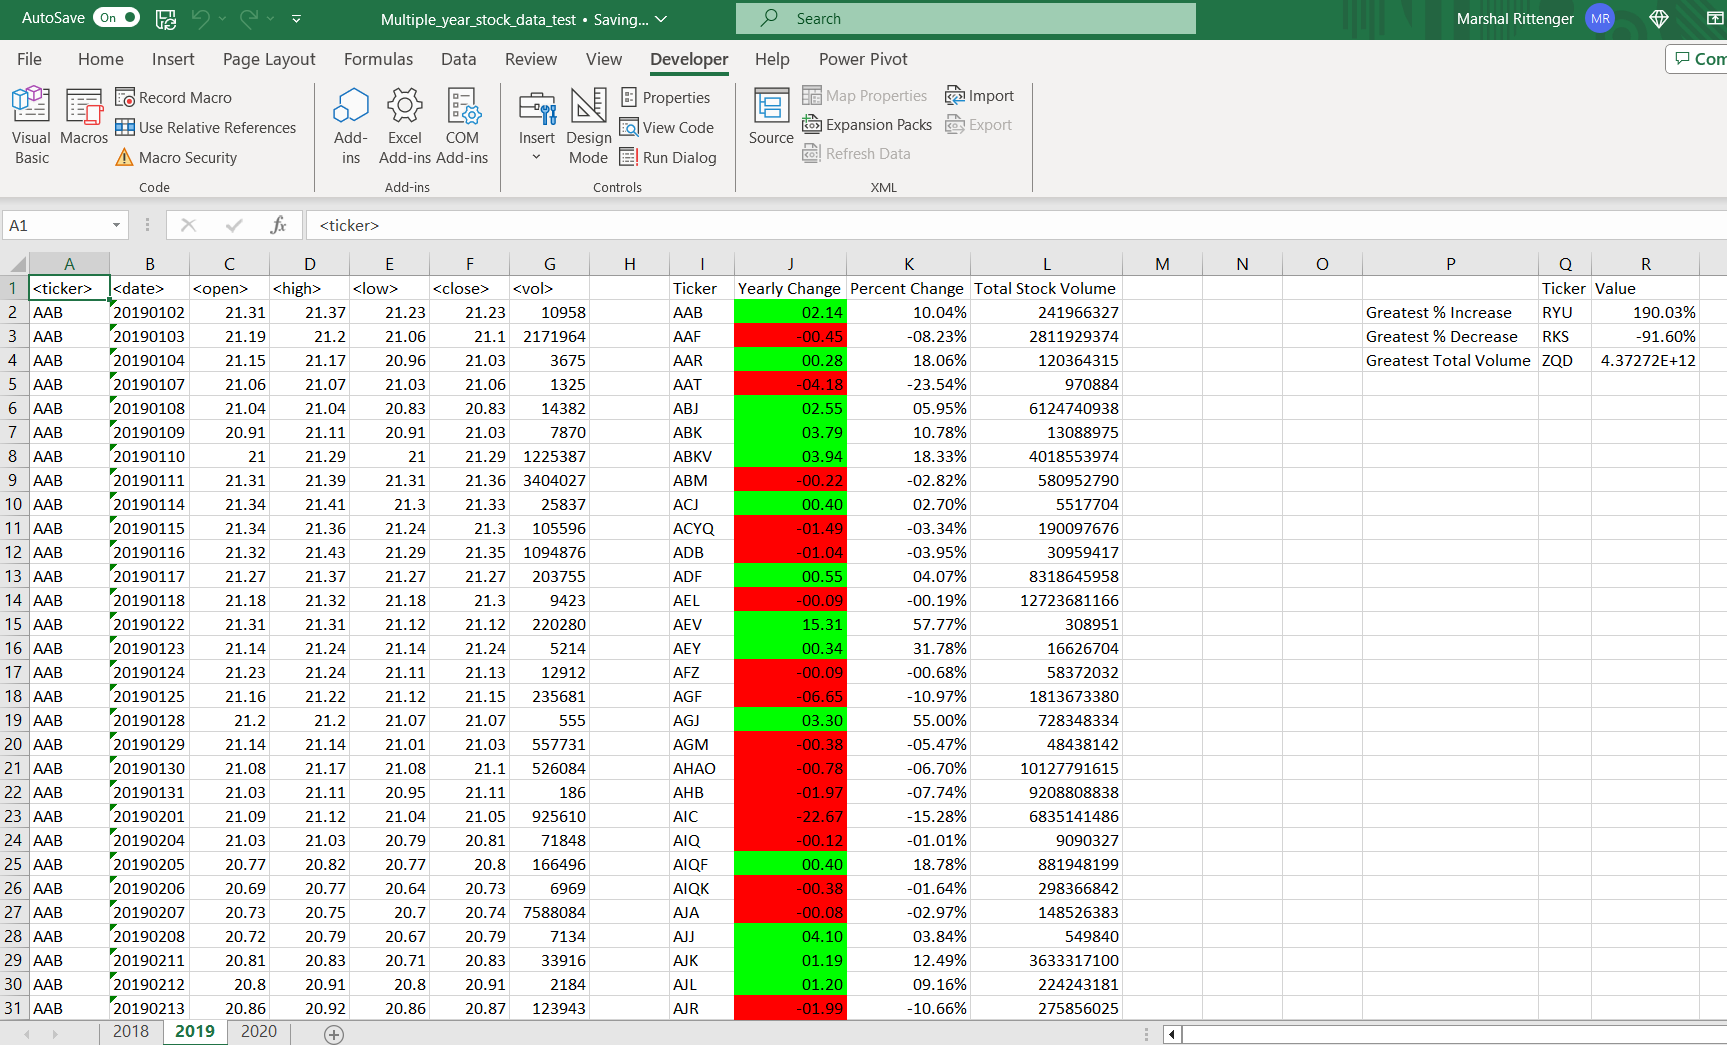 AutoSave On Multiple_year_stock_data_test • Saving... Search Marshal Rittenger MR
File Home Insert Page Layout Formulas Data Review View Developer Help Power Pivot Com
Visual Basic
Macros
Record Macro
Use Relative References
Macro Security
Code
Add-ins
Excel Add-ins
COM Add-ins
Add-ins
Insert
Design Mode
Properties
View Code
Run Dialog
Controls
Source
Map Properties
Expansion Packs
Refresh Data
Import
Export
XML
A1 fx <ticker>
A B C D E F G H I J K L M N O P Q R
1 <ticker> <date> <open> <high> <low> <close> <vol> Ticker Yearly Change Percent Change Total Stock Volume Ticker Value
2 AAB 20190102 21.31 21.37 21.23 21.23 10958 AAB 02.14 10.04% 241966327 Greatest % Increase RYU 190.03%
3 AAB 20190103 21.19 21.2 21.06 21.1 2171964 AAF -00.45 -08.23% 2811929374 Greatest % Decrease RKS -91.60%
4 AAB 20190104 21.15 21.17 20.96 21.03 3675 AAR 00.28 18.06% 120364315 Greatest Total Volume ZQD 4.37272E+12
5 AAB 20190107 21.06 21.07 21.03 21.06 1325 AAT -04.18 -23.54% 970884
6 AAB 20190108 21.04 21.04 20.83 20.83 14382 ABJ 02.55 05.95% 6124740938
7 AAB 20190109 20.91 21.11 20.91 21.03 7870 ABK 03.79 10.78% 13088975
8 AAB 20190110 21 21.29 21 21.29 1225387 ABKV 03.94 18.33% 4018553974
9 AAB 20190111 21.31 21.39 21.31 21.36 3404027 ABM -00.22 -02.82% 580952790
10 AAB 20190114 21.34 21.41 21.3 21.33 25837 ACJ 00.40 02.70% 5517704
11 AAB 20190115 21.34 21.36 21.24 21.3 105596 ACYQ -01.49 -03.34% 190097676
12 AAB 20190116 21.32 21.43 21.29 21.35 1094876 ADB -01.04 -03.95% 30959417
13 AAB 20190117 21.27 21.37 21.27 21.27 203755 ADF 00.55 04.07% 8318645958
14 AAB 20190118 21.18 21.32 21.18 21.3 9423 AEL -00.09 -00.19% 12723681166
15 AAB 20190122 21.31 21.31 21.12 21.12 220280 AEV 15.31 57.77% 308951
16 AAB 20190123 21.14 21.24 21.14 21.24 5214 AEY 00.34 31.78% 16626704
17 AAB 20190124 21.23 21.24 21.11 21.13 12912 AFZ -00.09 -00.68% 58372032
18 AAB 20190125 21.16 21.22 21.12 21.15 235681 AGF -06.65 -10.97% 1813673380
19 AAB 20190128 21.2 21.2 21.07 21.07 555 AGJ 03.30 55.00% 728348334
20 AAB 20190129 21.14 21.14 21.01 21.03 557731 AGM -00.38 -05.47% 48438142
21 AAB 20190130 21.08 21.17 21.08 21.1 526084 AHAO -00.78 -06.70% 10127791615
22 AAB 20190131 21.03 21.11 20.95 21.11 186 AHB -01.97 -07.74% 9208808838
23 AAB 20190201 21.09 21.12 21.04 21.05 925610 AIC -22.67 -15.28% 6835141486
24 AAB 20190204 21.03 21.03 20.79 20.81 71848 AIQ -00.12 -01.01% 9090327
25 AAB 20190205 20.77 20.82 20.77 20.8 166496 AIQF 00.40 18.78% 881948199
26 AAB 20190206 20.69 20.77 20.64 20.73 6969 AIQK -00.38 -01.64% 298366842
27 AAB 20190207 20.73 20.75 20.7 20.74 7588084 AJA -00.08 -02.97% 148526383
28 AAB 20190208 20.72 20.79 20.67 20.79 7134 AJJ 04.10 03.84% 549840
29 AAB 20190211 20.81 20.83 20.71 20.83 33916 AJK 01.19 12.49% 3633317100
30 AAB 20190212 20.8 20.91 20.8 20.91 2184 AJL 01.20 09.16% 224243181
31 AAB 20190213 20.86 20.92 20.86 20.87 123943 AJR -01.99 -10.66% 275856025
2018 2019 2020